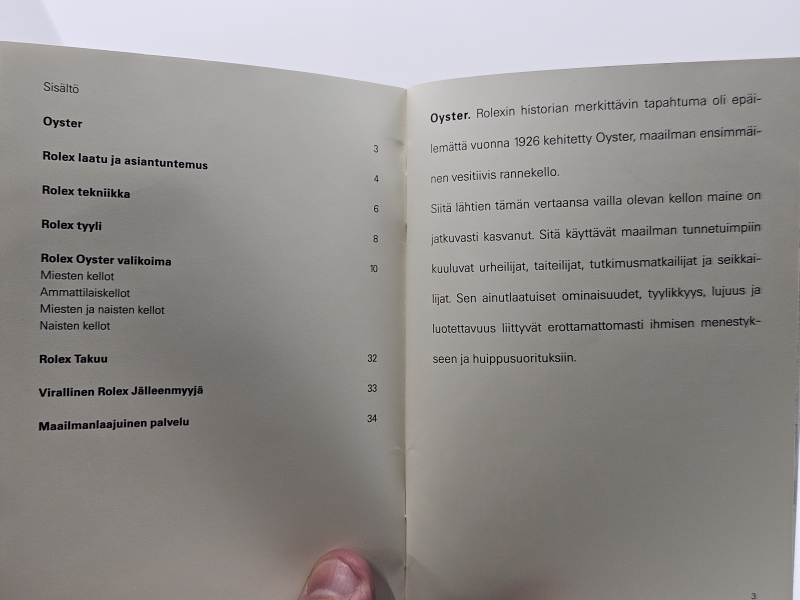 Sisältö
Oyster 3
Rolex laatu ja asiantuntemus 4
Rolex tekniikka 6
Rolex tyyli 8
Rolex Oyster valikoima 10
Miesten kellot
Ammattilaiskellot
Miesten ja naisten kellot
Naisten kellot
Rolex Takuu 32
Virallinen Rolex Jälleenmyyjä 33
Maailmanlaajuinen palvelu 34
Oyster. Rolexin historian merkittävin tapahtuma oli epäi-
lemättä vuonna 1926 kehitetty Oyster, maailman ensimmäi-
nen vesitiivis rannekello.
Siitä lähtien tämän vertaansa vailla olevan kellon maine on
jatkuvasti kasvanut. Sitä käyttävät maailman tunnetuimpiin
kuuluvat urheilijat, taiteilijat, tutkimusmatkailijat ja seikkai-
lijat. Sen ainutlaatuiset ominaisuudet, tyylikkyys, lujuus ja
luotettavuus liittyvät erottamattomasti ihmisen menestyk-
seen ja huippusuorituksiin.
3